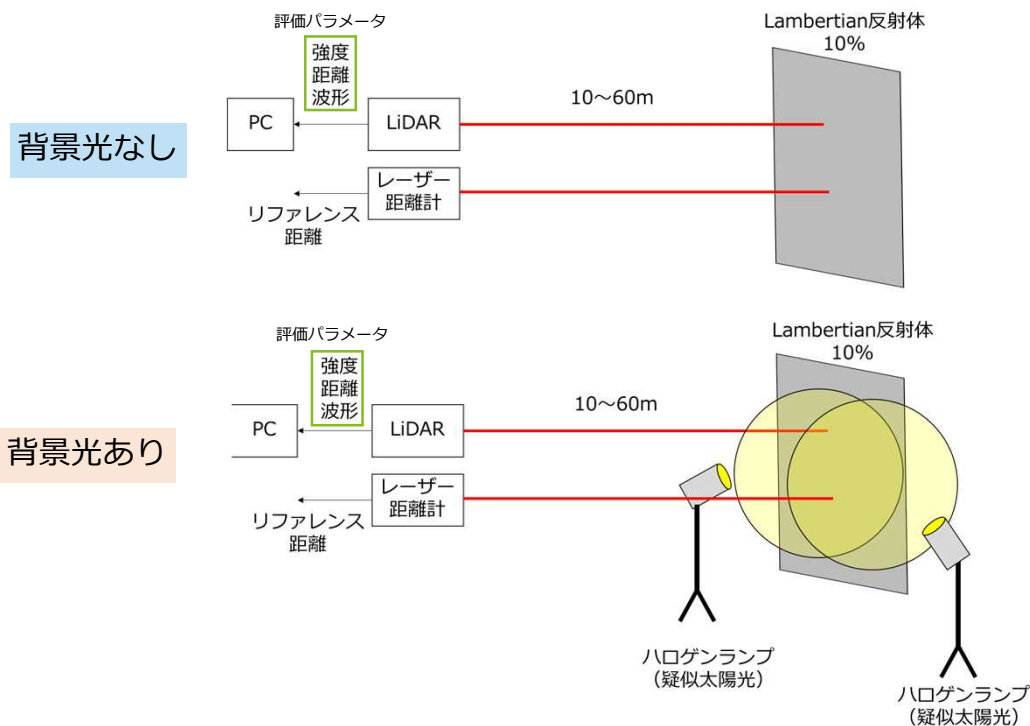 評価パラメータ
強度
距離
波形
PC
LiDAR
10～60m
Lambertian反射体
10%
背景光なし
レーザー
距離計
リファレンス
距離
評価パラメータ
強度
距離
波形
PC
LiDAR
10～60m
Lambertian反射体
10%
背景光あり
レーザー
距離計
リファレンス
距離
ハロゲンランプ
（疑似太陽光）
ハロゲンランプ
（疑似太陽光）